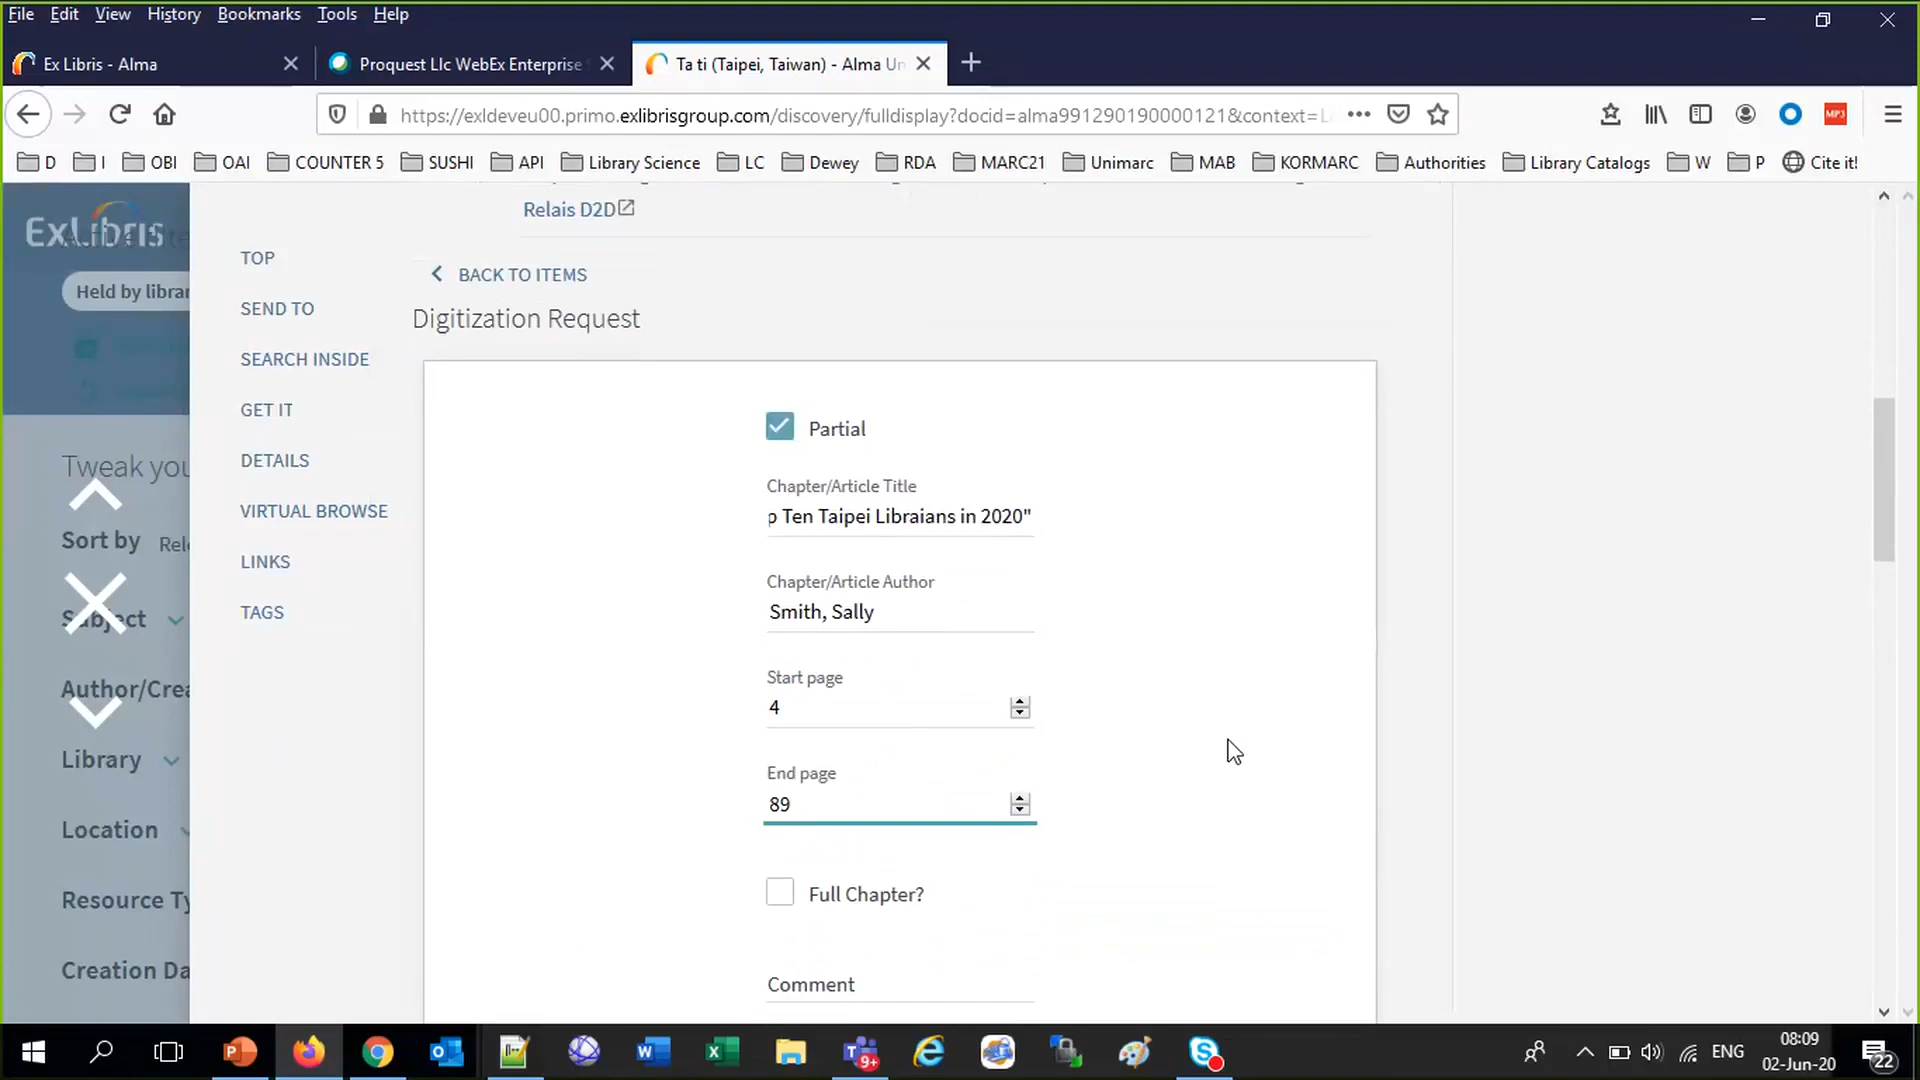 File Edit View History Bookmarks Tools Help
Ex Libris - Alma
Proquest Llc WebEx Enterprise
Ta ti (Taipei, Taiwan) - Alma Un
https://exldeveu00.primo.exlibrisgroup.com/discovery/fulldisplay?docid=alma991290190000121&context=L
MP3
D I OBI OAI COUNTER 5 SUSHI API Library Science LC Dewey RDA MARC21 Unimarc MAB KORMARC Authorities Library Catalogs W P Cite it!
ExLibris
Held by librar
Tweak you
Sort by Rele
Subject
Author/Crea
Library
Location
Resource Ty
Creation Da
TOP
SEND TO
SEARCH INSIDE
GET IT
DETAILS
VIRTUAL BROWSE
LINKS
TAGS
Relais D2D
BACK TO ITEMS
Digitization Request
Partial
Chapter/Article Title
p Ten Taipei Libraians in 2020"
Chapter/Article Author
Smith, Sally
Start page
4
End page
89
Full Chapter?
Comment
9+
ENG
08:09
02-Jun-20
22